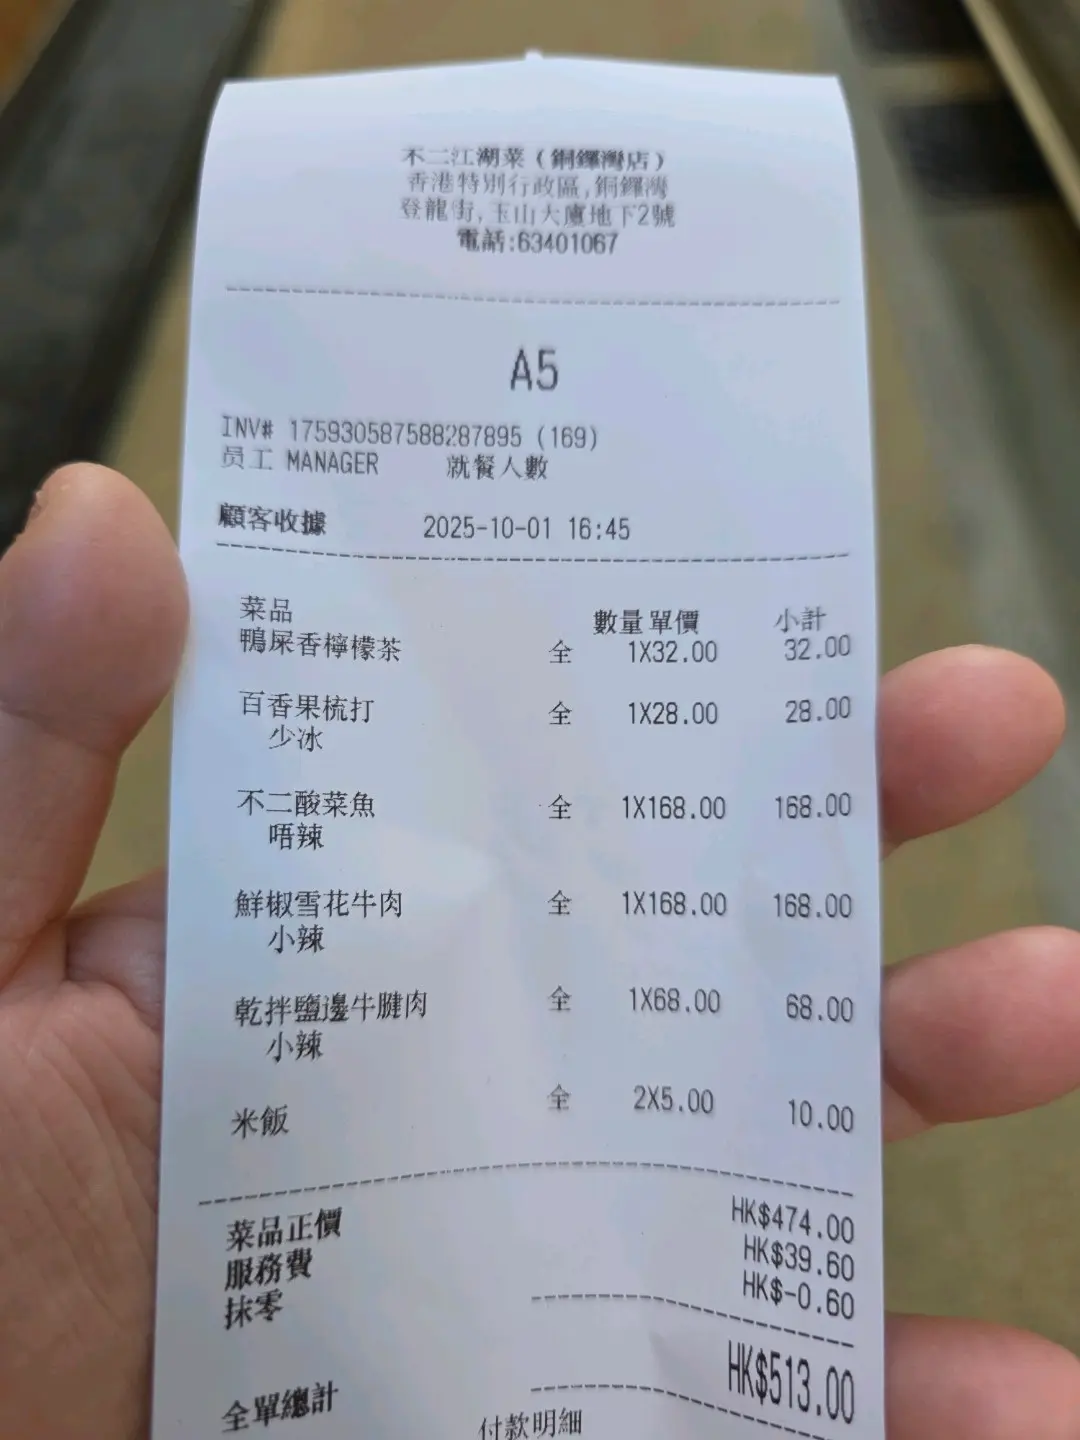 不二江湖菜(銅鑼灣店)
香港特別行政區,銅鑼灣
登龍街,玉山大廈地下2號
電話:63401067
A5
INV# 175930587588287895 (169)
员工 MANAGER 就餐人數
顧客收據 2025-10-01 16:45
菜品 數量單價 小計
鴨屎香檸檬茶 全 1X32.00 32.00
百香果梳打 全 1X28.00 28.00
少冰
不二酸菜魚 全 1X168.00 168.00
唔辣
鮮椒雪花牛肉 全 1X168.00 168.00
小辣
乾拌鹽邊牛腱肉 全 1X68.00 68.00
小辣
米飯 全 2X5.00 10.00
菜品正價 HK$474.00
服務費 HK$39.60
抹零 HK$-0.60
全單總計 HK$513.00
付款明細